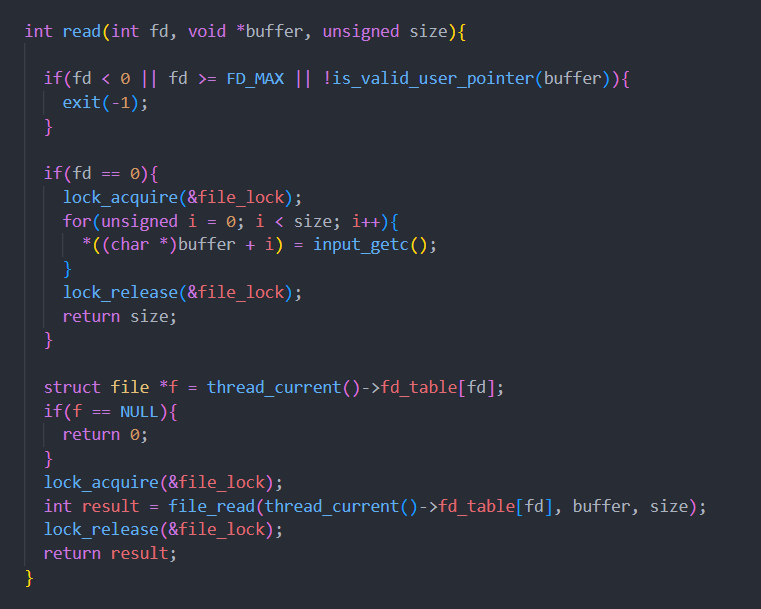 int read(int fd, void *buffer, unsigned size){
if(fd < 0 || fd >= FD_MAX || !is_valid_user_pointer(buffer)){
exit(-1);
}
if(fd == 0){
lock_acquire(&file_lock);
for(unsigned i = 0; i < size; i++){
*((char *)buffer + i) = input_getc();
}
lock_release(&file_lock);
return size;
}
struct file *f = thread_current()->fd_table[fd];
if(f == NULL){
return 0;
}
lock_acquire(&file_lock);
int result = file_read(thread_current()->fd_table[fd], buffer, size);
lock_release(&file_lock);
return result;
}